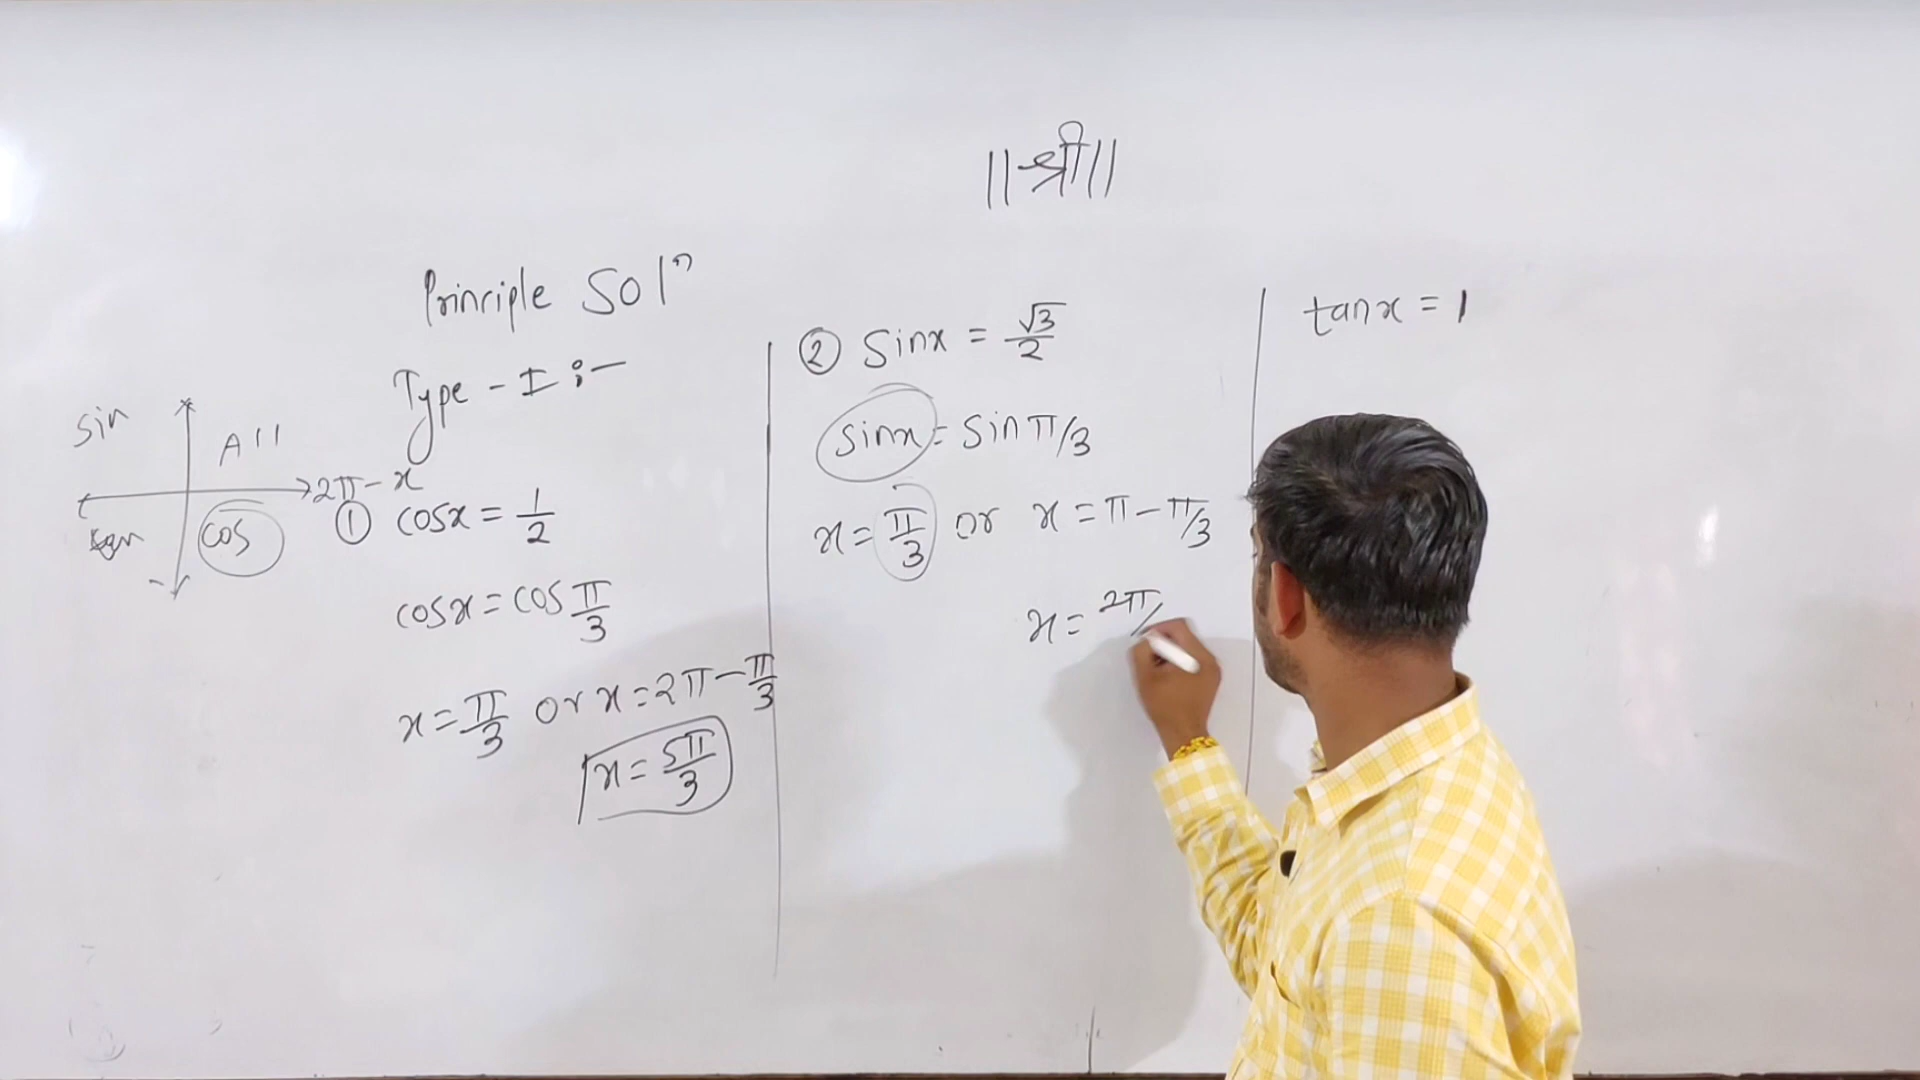 ||श्री||
Principle Solⁿ
Type - I :-
sin
All
2π - x
tan
cos
① cosx = 1/2
cosx = cos π/3
x = π/3 or x = 2π - π/3
x = 5π/3
② sinx = √3/2
sinx = sin π/3
x = π/3 or x = π - π/3
x = 2π/
tanx = 1